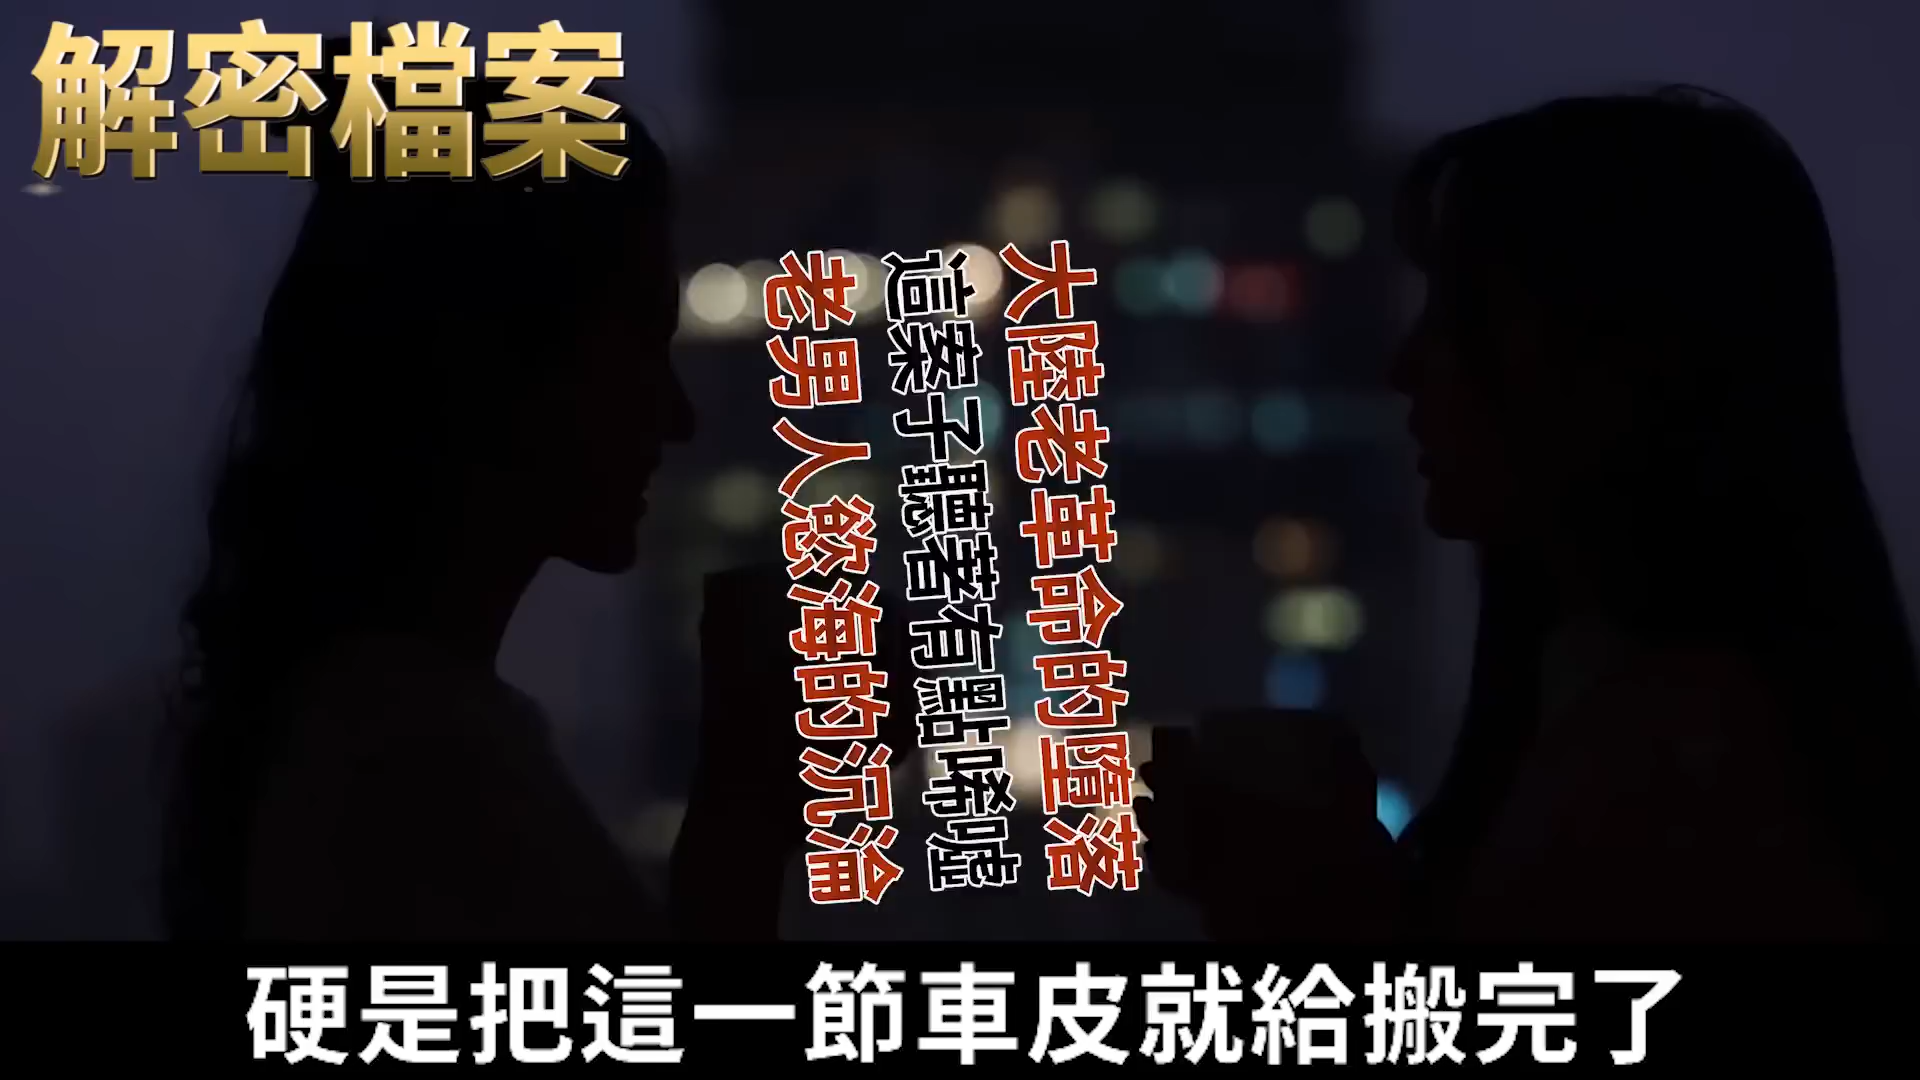 解密檔案
大陸老革命的墮落
這案子聽著有點唏噓
老男人慾海的沉淪
硬是把這一節車皮就給搬完了